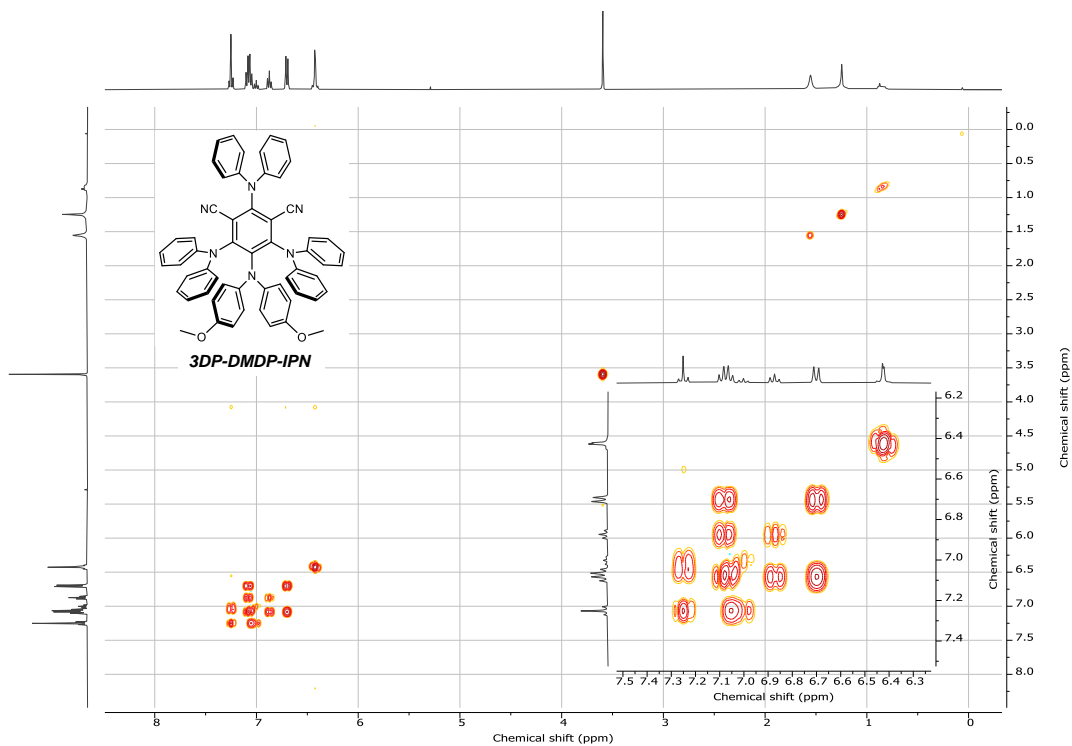 N
NC
CN
N
N
N
O
O
3DP-DMDP-IPN
0.0
0.5
1.0
1.5
2.0
2.5
3.0
3.5
4.0
4.5
5.0
5.5
6.0
6.5
7.0
7.5
8.0
Chemical shift (ppm)
6.2
6.4
6.6
6.8
7.0
7.2
7.4
Chemical shift (ppm)
7.5 7.4 7.3 7.2 7.1 7.0 6.9 6.8 6.7 6.6 6.5 6.4 6.3
Chemical shift (ppm)
8 7 6 5 4 3 2 1 0
Chemical shift (ppm)